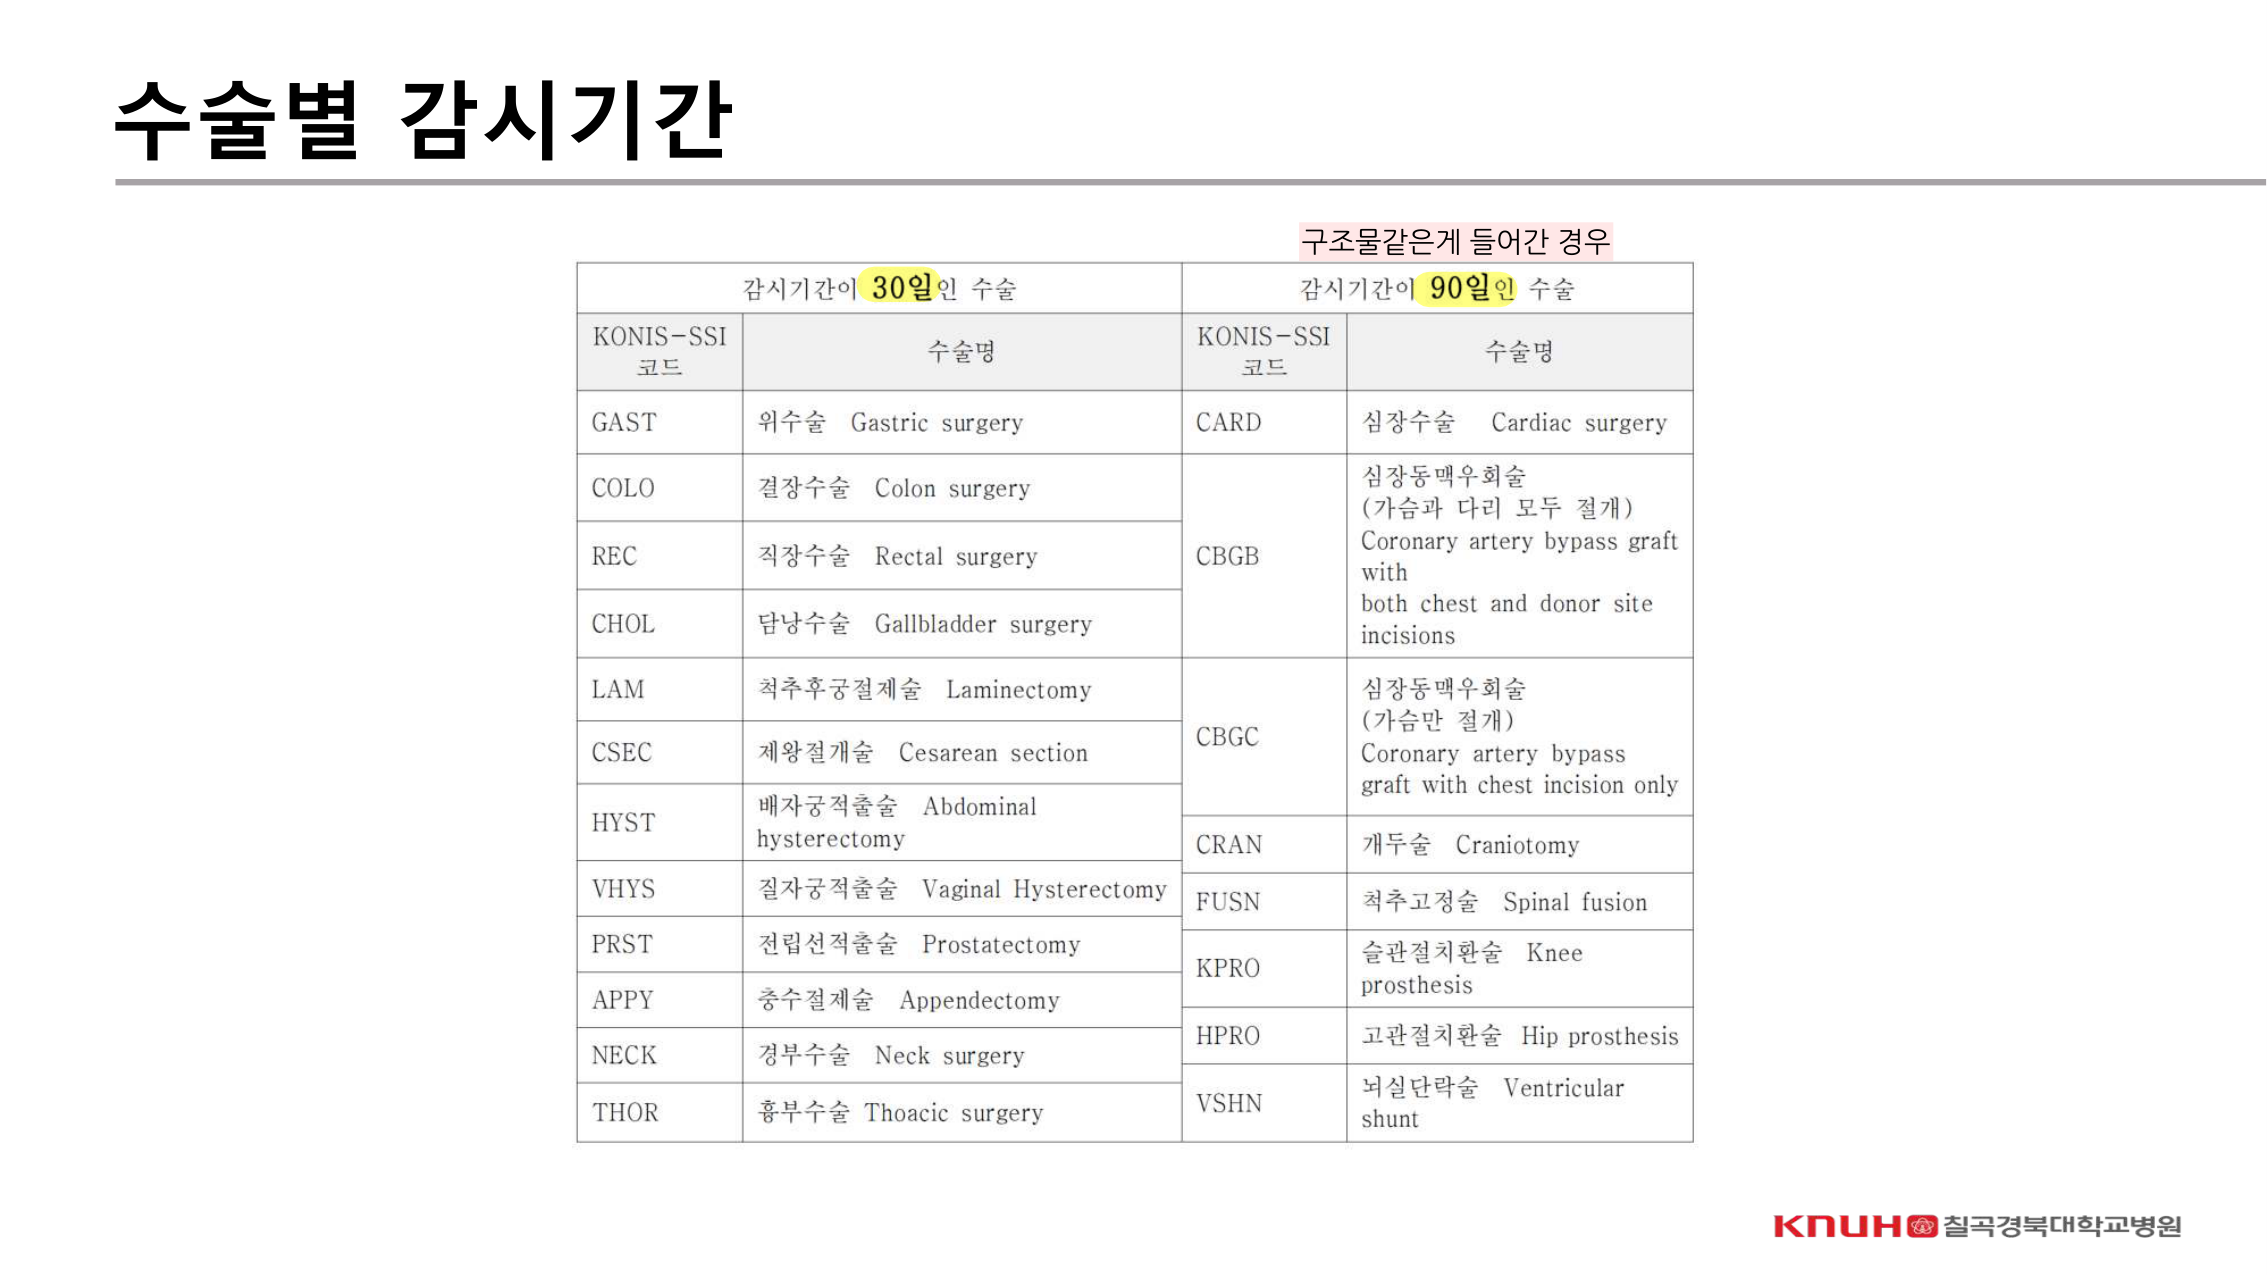 수술별 감시기간
구조물같은게 들어간 경우
감시기간이 30일인 수술
감시기간이 90일인 수술
KONIS-SSI
코드
수술명
KONIS-SSI
코드
수술명
GAST
위수술 Gastric surgery
COLO
결장수술 Colon surgery
REC
직장수술 Rectal surgery
CHOL
담낭수술 Gallbladder surgery
LAM
척추후궁절제술 Laminectomy
CSEC
제왕절개술 Cesarean section
HYST
배자궁적출술 Abdominal
hysterectomy
VHYS
질자궁적출술 Vaginal Hysterectomy
PRST
전립선적출술 Prostatectomy
APPY
충수절제술 Appendectomy
NECK
경부수술 Neck surgery
THOR
흉부수술 Thoacic surgery
CARD
심장수술 Cardiac surgery
CBGB
심장동맥우회술
(가슴과 다리 모두 절개)
Coronary artery bypass graft
with
both chest and donor site
incisions
CBGC
심장동맥우회술
(가슴만 절개)
Coronary artery bypass
graft with chest incision only
CRAN
개두술 Craniotomy
FUSN
척추고정술 Spinal fusion
KPRO
슬관절치환술 Knee
prosthesis
HPRO
고관절치환술 Hip prosthesis
VSHN
뇌실단락술 Ventricular
shunt
KNUH 칠곡경북대학교병원